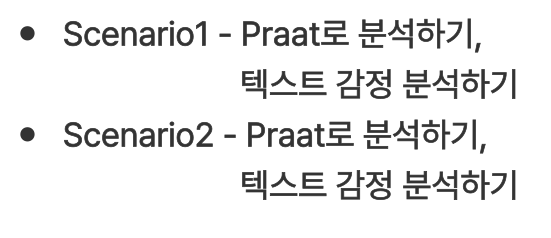 • Scenario1 - Praat로 분석하기,
텍스트 감정 분석하기
• Scenario2 - Praat로 분석하기,
텍스트 감정 분석하기